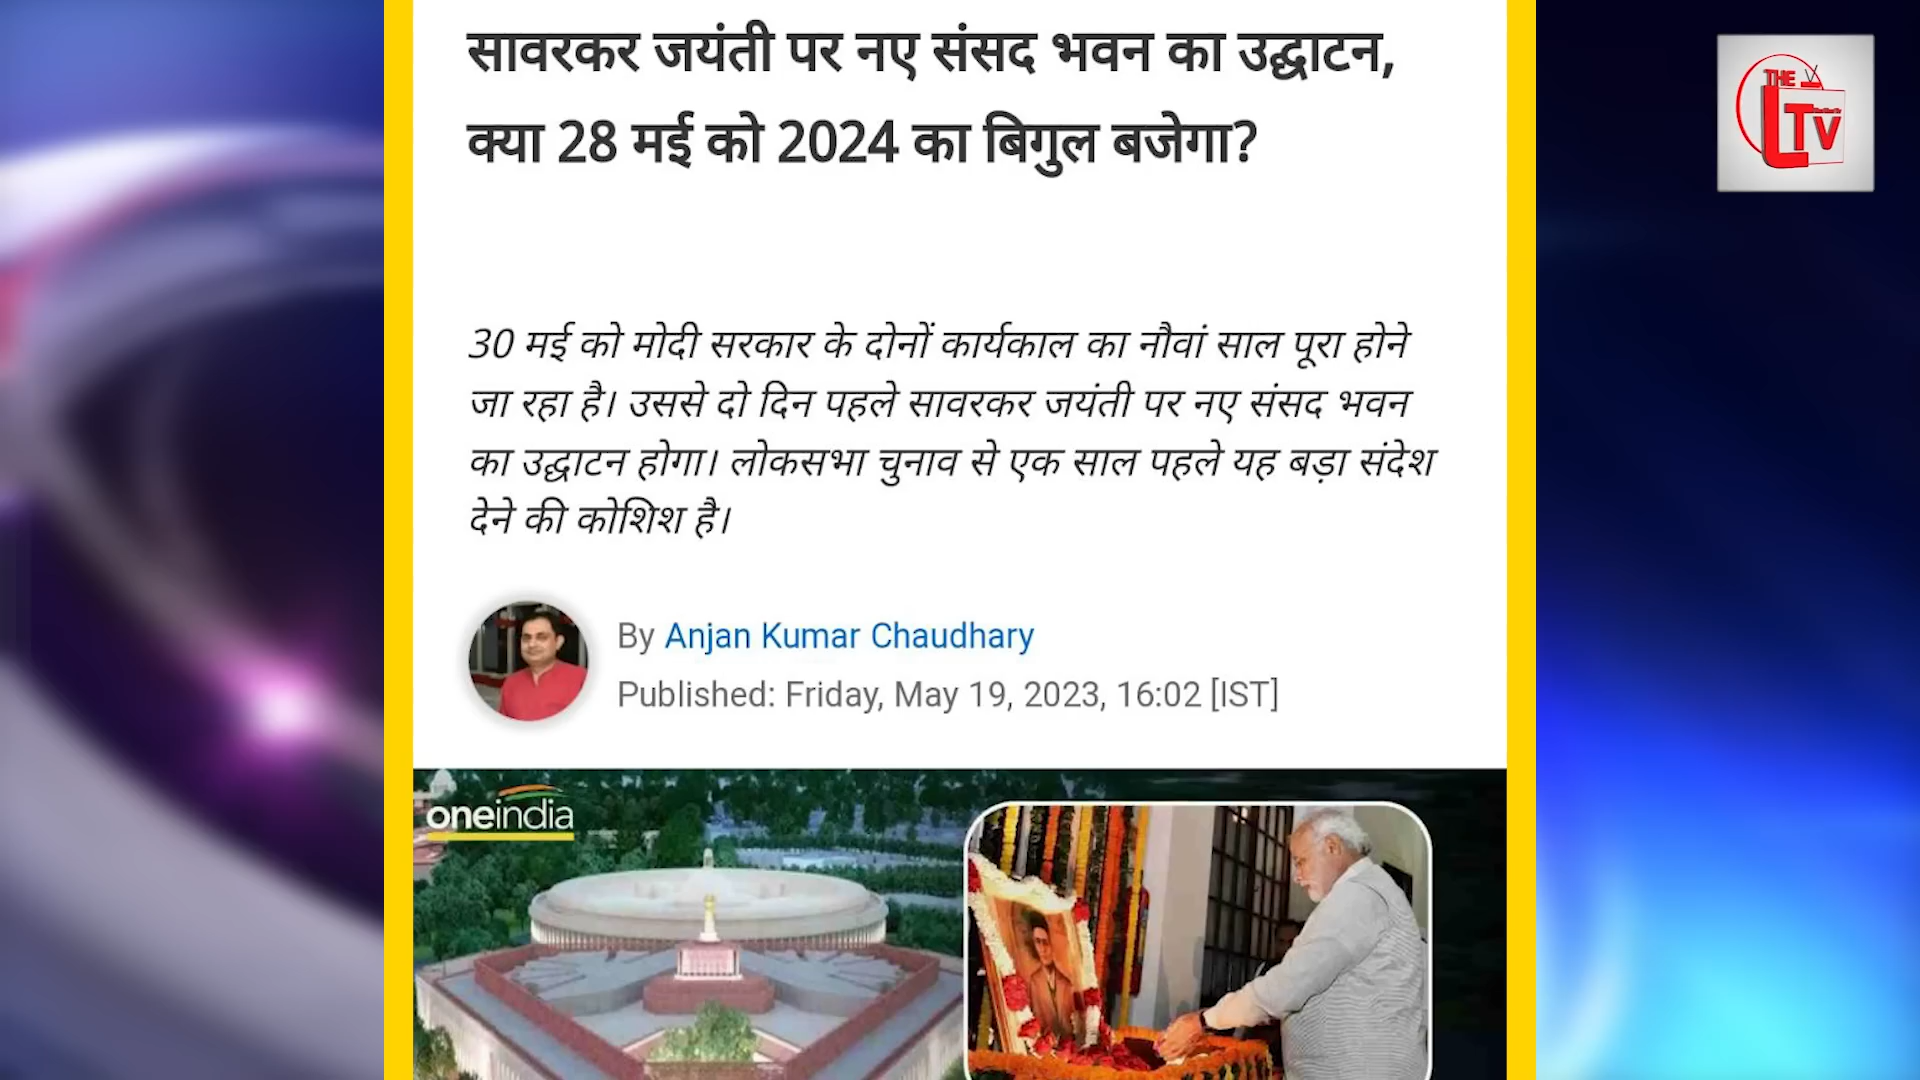 सावरकर जयंती पर नए संसद भवन का उद्घाटन,
क्या 28 मई को 2024 का बिगुल बजेगा?
THE
LTV
30 मई को मोदी सरकार के दोनों कार्यकाल का नौवां साल पूरा होने
जा रहा है। उससे दो दिन पहले सावरकर जयंती पर नए संसद भवन
का उद्घाटन होगा। लोकसभा चुनाव से एक साल पहले यह बड़ा संदेश
देने की कोशिश है।
By Anjan Kumar Chaudhary
Published: Friday, May 19, 2023, 16:02 [IST]
oneindia